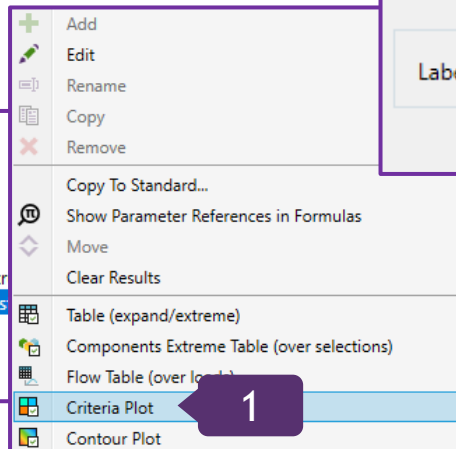 Add
Edit
Rename
Labe
Copy
Remove
Copy To Standard...
Show Parameter References in Formulas
Move
Clear Results
Table (expand/extreme)
Components Extreme Table (over selections)
Flow Table (over
Criteria Plot
1
Contour Plot